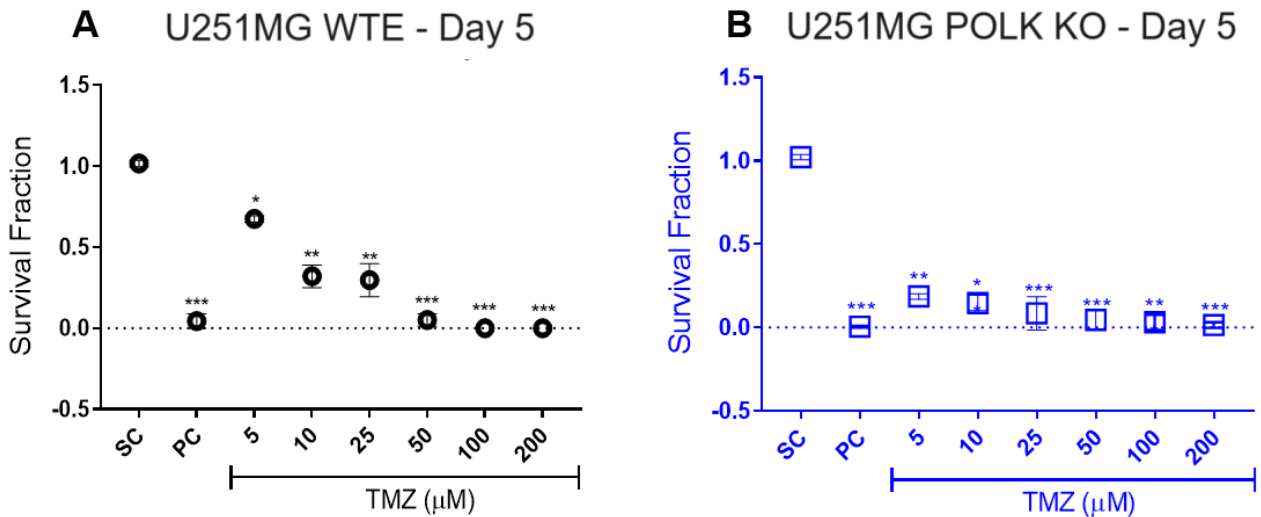 A U251MG WTE - Day 5
Survival Fraction
1.5
1.0
0.5
0.0
-0.5
*
** **
*** *** *** ***
SC PC 5 10 25 50 100 200
TMZ (μM)
B U251MG POLK KO - Day 5
Survival Fraction
1.5
1.0
0.5
0.0
-0.5
*** ** * *** *** ** ***
*
SC PC 5 10 25 50 100 200
TMZ (μM)